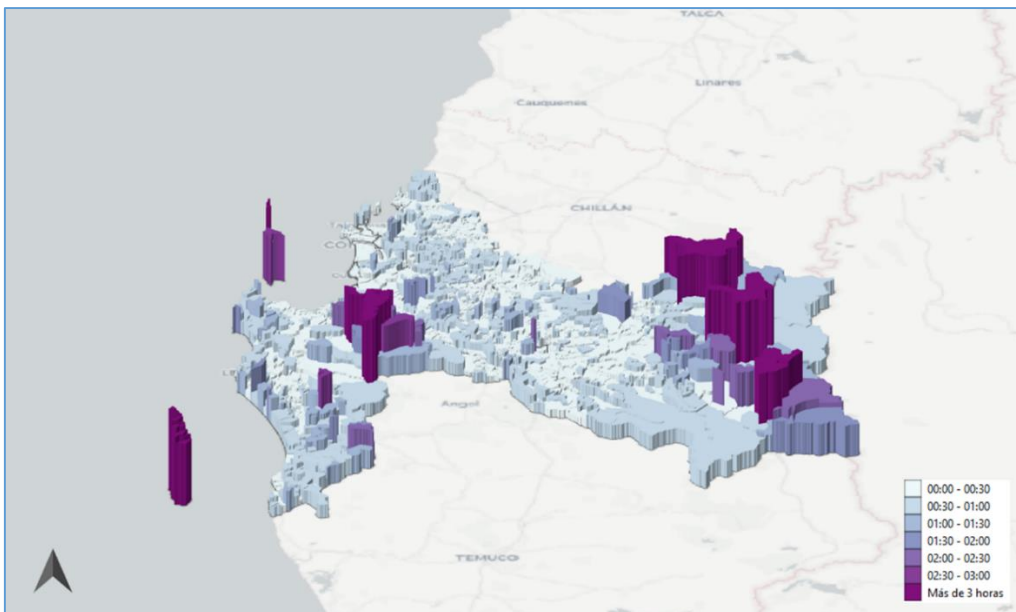 TALCA
Linares
Cauquenes
CHILLÁN
Angol
TEMUCO
00:00 - 00:30
00:30 - 01:00
01:00 - 01:30
01:30 - 02:00
02:00 - 02:30
02:30 - 03:00
Más de 3 horas